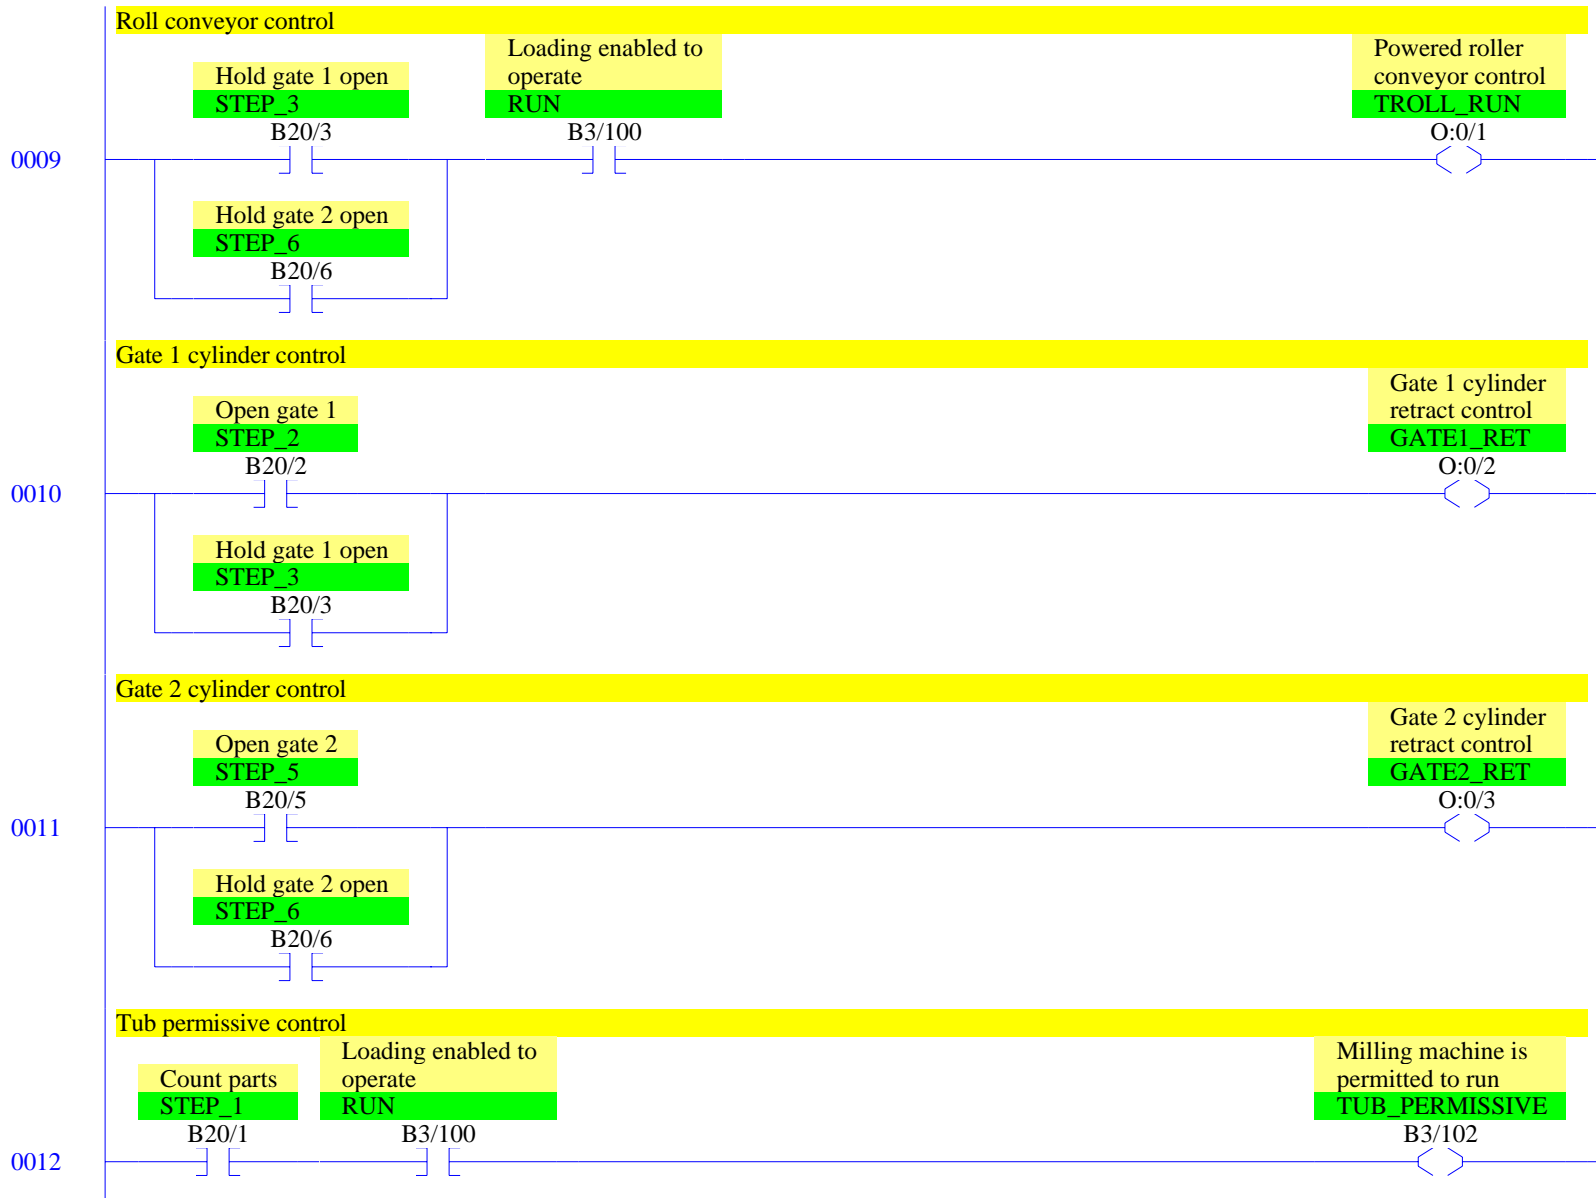 Roll conveyor control
Loading enabled to
operate
RUN
B3/100
Powered roller
conveyor control
TROLL_RUN
O:0/1
Hold gate 1 open
STEP_3
B20/3
0009
Hold gate 2 open
STEP_6
B20/6
Gate 1 cylinder control
Gate 1 cylinder
retract control
GATE1_RET
O:0/2
Open gate 1
STEP_2
B20/2
0010
Hold gate 1 open
STEP_3
B20/3
Gate 2 cylinder control
Gate 2 cylinder
retract control
GATE2_RET
O:0/3
Open gate 2
STEP_5
B20/5
0011
Hold gate 2 open
STEP_6
B20/6
Tub permissive control
Count parts
STEP_1
B20/1
Loading enabled to
operate
RUN
B3/100
Milling machine is
permitted to run
TUB_PERMISSIVE
B3/102
0012